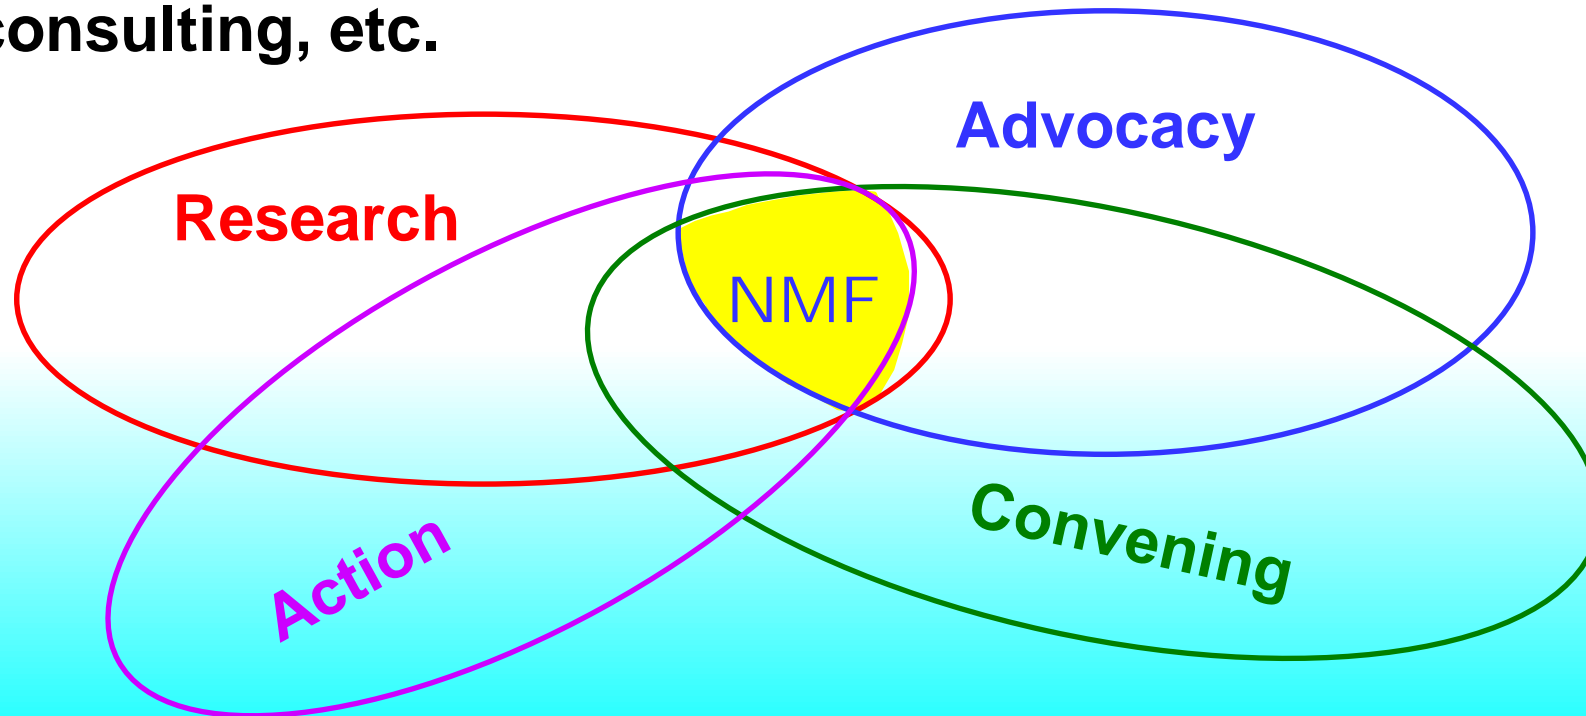 consulting, etc.
Advocacy
Research
NMF
Convening
Action